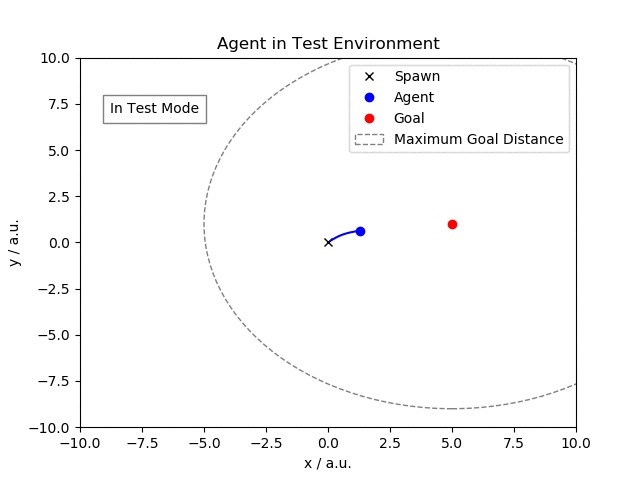 Agent in Test Environment
10.0
7.5
5.0
2.5
0.0
−2.5
−5.0
−7.5
−10.0
y / a.u.
In Test Mode
Spawn
Agent
Goal
Maximum Goal Distance
−10.0 −7.5 −5.0 −2.5 0.0 2.5 5.0 7.5 10.0
x / a.u.